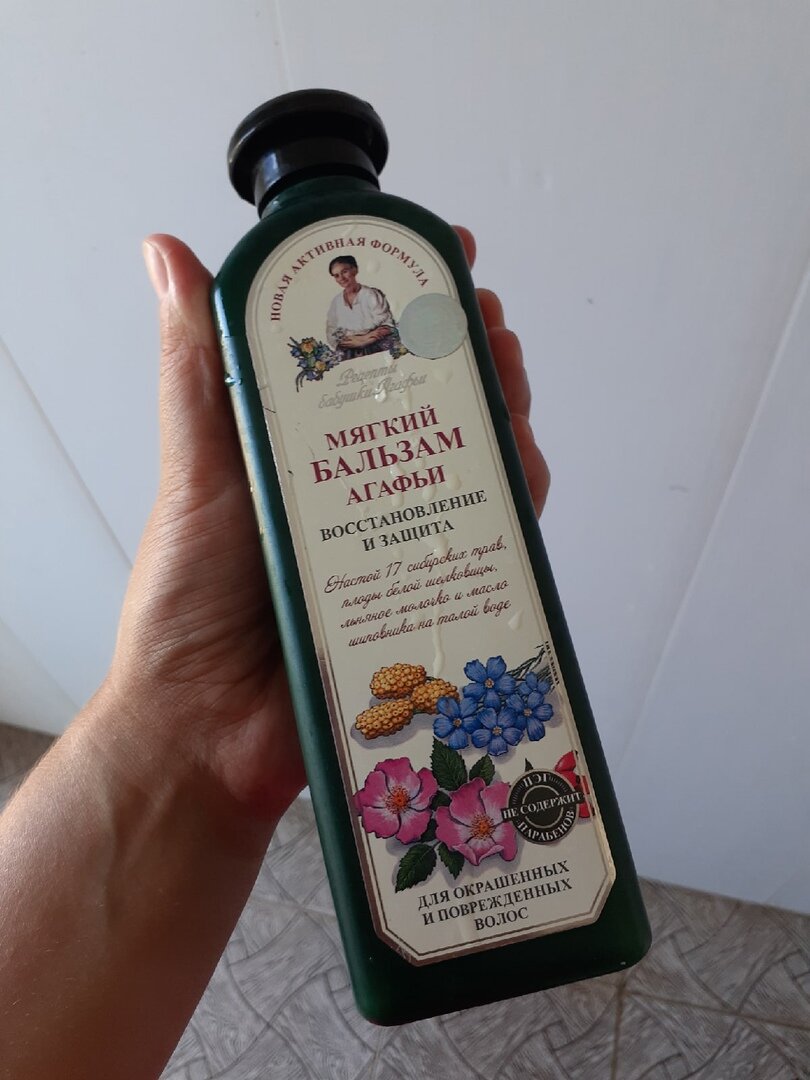 НОВАЯ АКТИВНАЯ ФОРМУЛА
Рецепты
бабушки Агафьи
МЯГКИЙ
БАЛЬЗАМ
АГАФЬИ
ВОССТАНОВЛЕНИЕ
И ЗАЩИТА
Настой 17 сибирских трав,
плоды белой шелковицы,
льняное молочко и масло
шиповника на талой воде
ПЭГ
НЕ СОДЕРЖИТ
ПАРАБЕНОВ
ДЛЯ ОКРАШЕННЫХ
И ПОВРЕЖДЕННЫХ
ВОЛОС